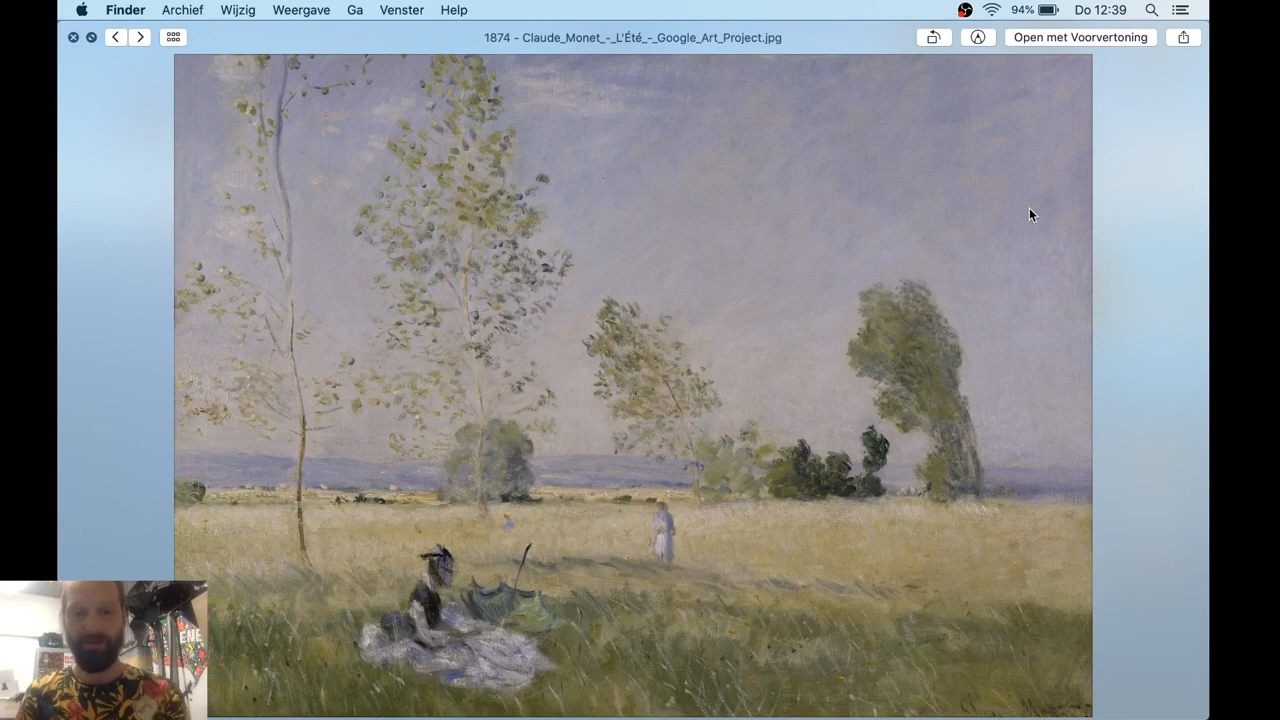 Finder Archief Wijzig Weergave Ga Venster Help 94% Do 12:39
1874 - Claude_Monet_-_L'Été_-_Google_Art_Project.jpg
Open met Voorvertoning